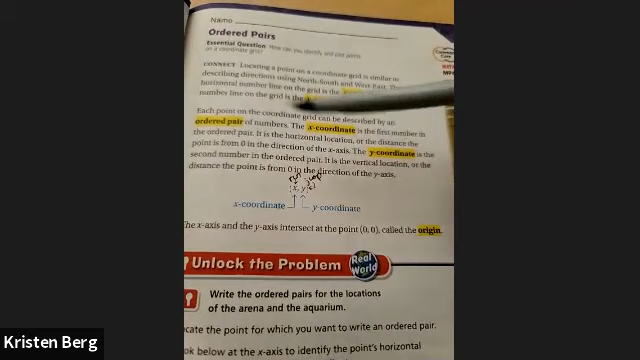 Name
Ordered Pairs
Essential Question How can you identify and plot points
on a coordinate grid?
CONNECT Locating a point on a coordinate grid is similar to
describing directions using North-South and West-East. The
horizontal number line on the grid is the
number line on the grid is the
Each point on the coordinate grid can be described by an
ordered pair of numbers. The x-coordinate is the first number in
the ordered pair. It is the horizontal location, or the distance the
point is from 0 in the direction of the x-axis. The y-coordinate is the
second number in the ordered pair. It is the vertical location, or the
distance the point is from 0 in the direction of the y-axis.
run jump
(x, y)
x-coordinate y-coordinate
The x-axis and the y-axis intersect at the point (0, 0), called the origin.
Unlock the Problem Real World
Write the ordered pairs for the locations
of the arena and the aquarium.
cate the point for which you want to write an ordered pair.
ok below at the x-axis to identify the point's horizontal
Kristen Berg